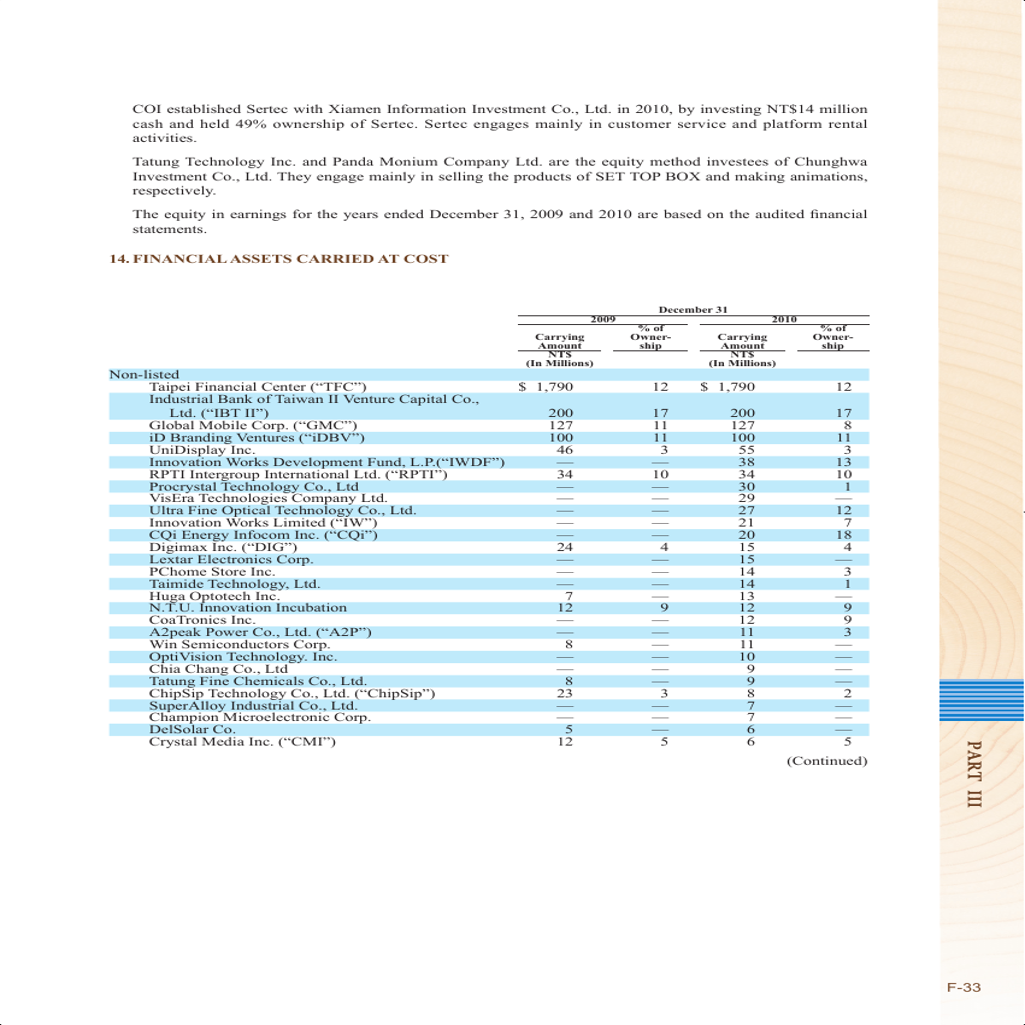 COI established Sertec with Xiamen Information Investment Co., Ltd. in 2010, by investing NT$14 million
cash and held 49% ownership of Sertec. Sertec engages mainly in customer service and platform rental
activities.
Tatung Technology Inc. and Panda Monium Company Ltd. are the equity method investees of Chunghwa
Investment Co., Ltd. They engage mainly in selling the products of SET TOP BOX and making animations,
respectively.
The equity in earnings for the years ended December 31, 2009 and 2010 are based on the audited financial
statements.
14. FINANCIAL ASSETS CARRIED AT COST
December 31
2009 2010
% of % of
Carrying Owner- Carrying Owner-
Amount ship Amount ship
NT$ NT$
(In Millions) (In Millions)
Non-listed
Taipei Financial Center (“TFC”) $ 1,790 12 $ 1,790 12
Industrial Bank of Taiwan II Venture Capital Co.,
Ltd. (“IBT II”) 200 17 200 17
Global Mobile Corp. (“GMC”) 127 11 127 8
iD Branding Ventures (“iDBV”) 100 11 100 11
UniDisplay Inc. 46 3 55 3
Innovation Works Development Fund, L.P.(“IWDF”) — — 38 13
RPTI Intergroup International Ltd. (“RPTI”) 34 10 34 10
Procrystal Technology Co., Ltd — — 30 1
VisEra Technologies Company Ltd. — — 29 —
Ultra Fine Optical Technology Co., Ltd. — — 27 12
Innovation Works Limited (“IW”) — — 21 7
CQi Energy Infocom Inc. (“CQi”) — — 20 18
Digimax Inc. (“DIG”) 24 4 15 4
Lextar Electronics Corp. — — 15 —
PChome Store Inc. — — 14 3
Taimide Technology, Ltd. — — 14 1
Huga Optotech Inc. 7 — 13 —
N.T.U. Innovation Incubation 12 9 12 9
CoaTronics Inc. — — 12 9
A2peak Power Co., Ltd. (“A2P”) — — 11 3
Win Semiconductors Corp. 8 — 11 —
OptiVision Technology. Inc. — — 10 —
Chia Chang Co., Ltd — — 9 —
Tatung Fine Chemicals Co., Ltd. 8 — 9 —
ChipSip Technology Co., Ltd. (“ChipSip”) 23 3 8 2
SuperAlloy Industrial Co., Ltd. — — 7 —
Champion Microelectronic Corp. — — 7 —
DelSolar Co. 5 — 6 —
Crystal Media Inc. (“CMI”) 12 5 6 5
(Continued)
PART III
F-33